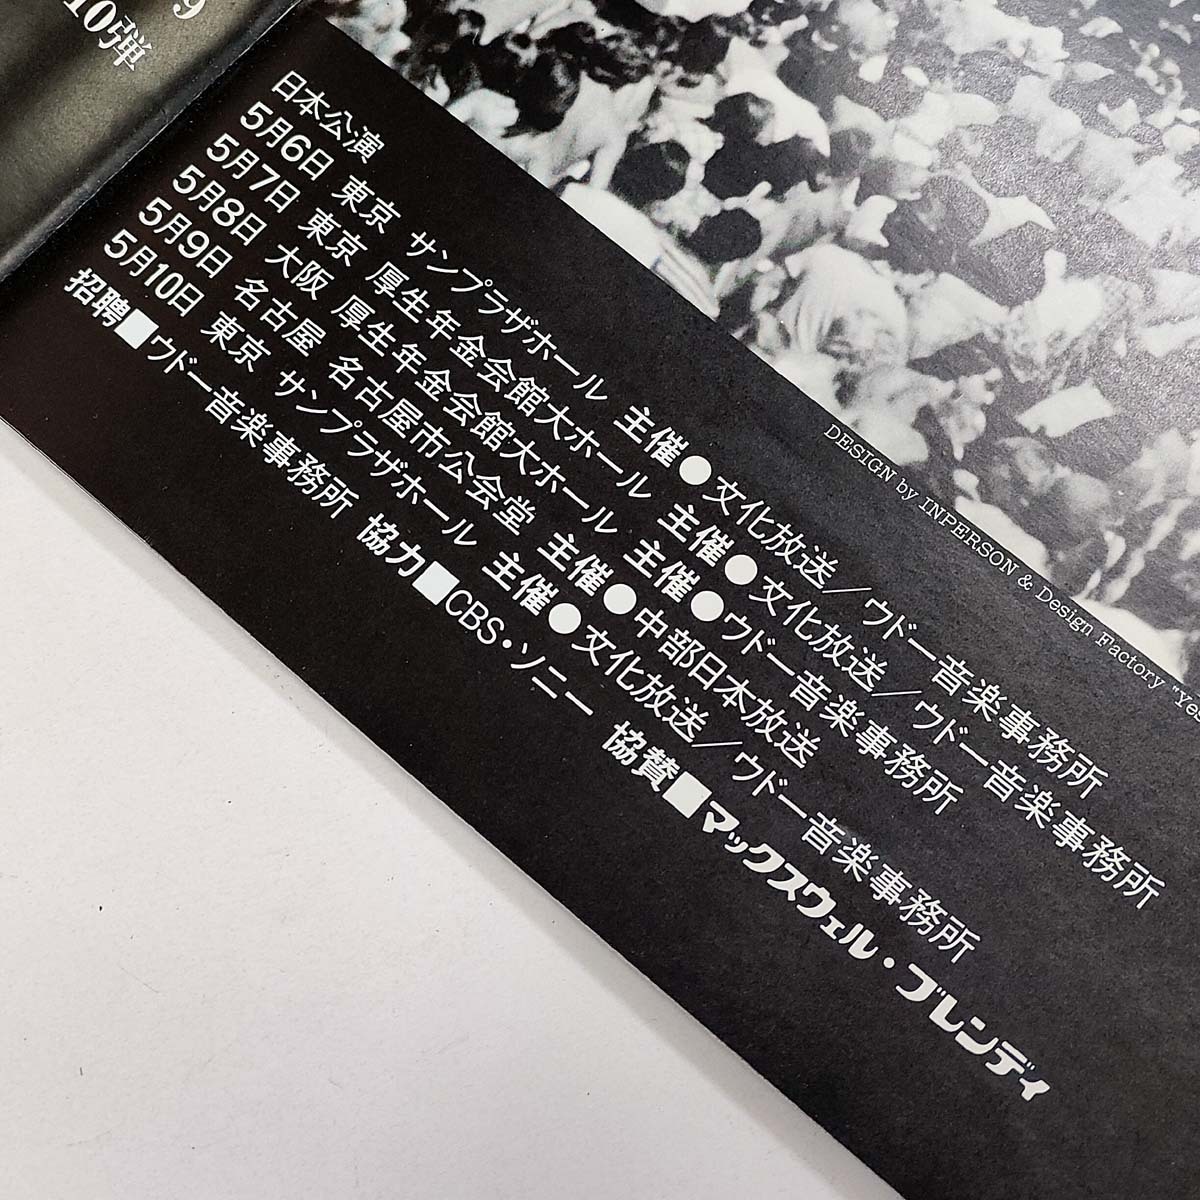 9
10弾
日本公演
5月6日 東京 サンプラザホール 主催●文化放送/ウドー音楽事務所
5月7日 東京 厚生年金会館大ホール 主催●文化放送/ウドー音楽事務所
5月8日 大阪 厚生年金会館大ホール 主催●ウドー音楽事務所
5月9日 名古屋 名古屋市公会堂 主催●中部日本放送
5月10日 東京 サンプラザホール 主催●文化放送/ウドー音楽事務所
招聘■ウドー音楽事務所 協力■CBS・ソニー 協賛■マックスウェル・ブレンディ
DESIGN by INPERSON & Design Factory